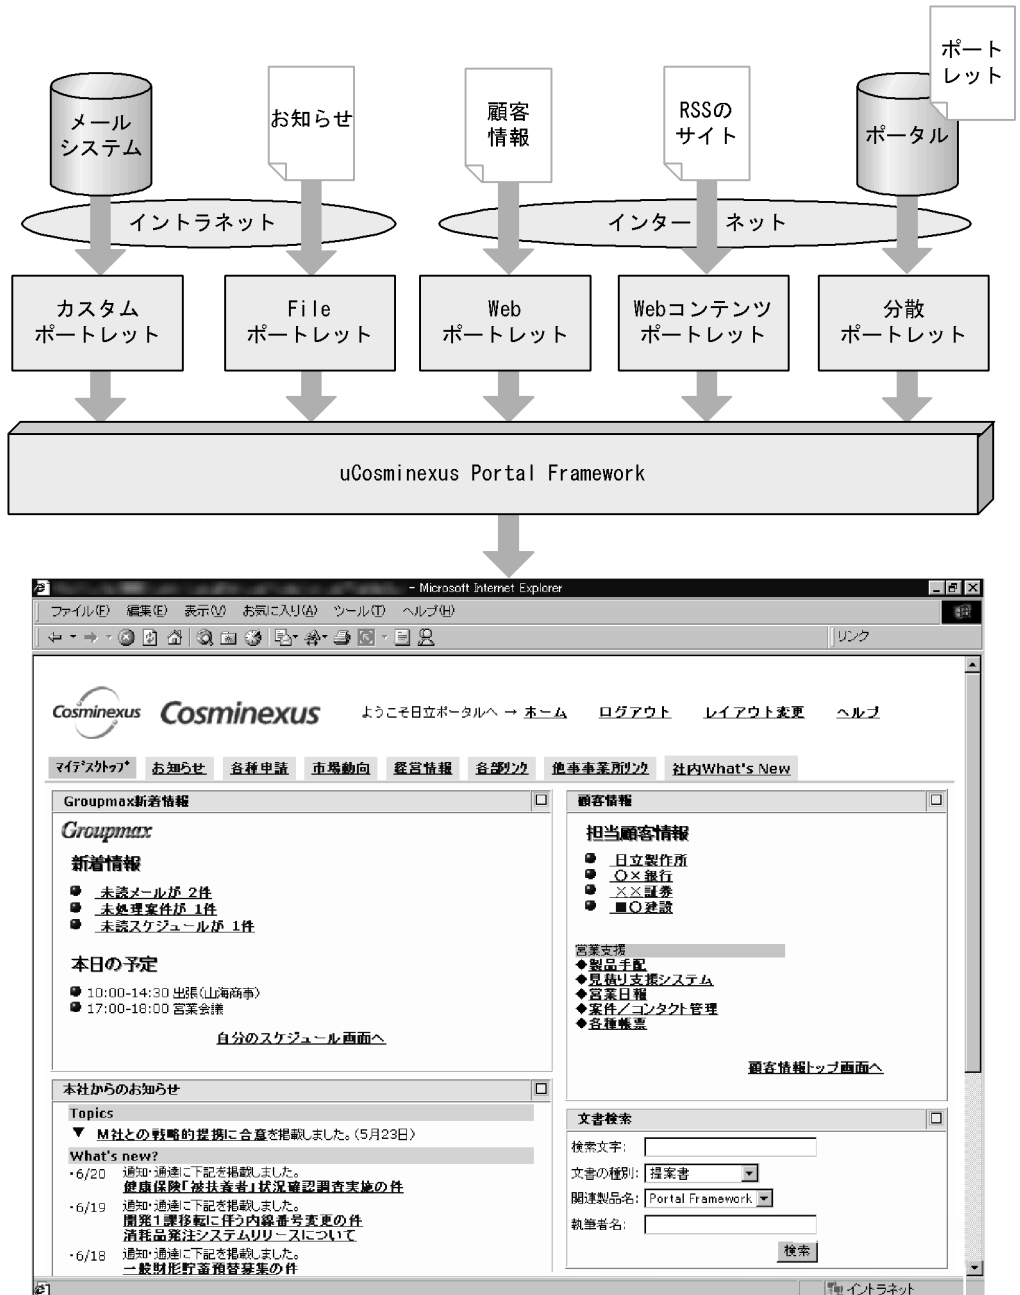 ポート
レット
メール
システム
お知らせ
顧客
情報
RSSの
サイト
ポータル
イントラネット
インターネット
カスタム
ポートレット
File
ポートレット
Web
ポートレット
Webコンテンツ
ポートレット
分散
ポートレット
uCosminexus Portal Framework
- Microsoft Internet Explorer
ファイル(F) 編集(E) 表示(V) お気に入り(A) ツール(T) ヘルプ(H)
リンク
Cosminexus Cosminexus ようこそ日立ポータルへ → ホーム ログアウト レイアウト変更 ヘルプ
マイデスクトップ お知らせ 各種申請 市場動向 経営情報 各部リンク 他事事業所リンク 社内What's New
Groupmax新着情報
Groupmax
新着情報
未読メールが 2件
未処理案件が 1件
未読スケジュールが 1件
本日の予定
10:00-14:30 出張(山海商事)
17:00-18:00 営業会議
自分のスケジュール画面へ
顧客情報
担当顧客情報
日立製作所
○×銀行
××証券
■○建設
営業支援
◆製品手配
◆見積り支援システム
◆営業日報
◆案件／コンタクト管理
◆各種帳票
顧客情報トップ画面へ
本社からのお知らせ
Topics
▼ M社との戦略的提携に合意を掲載しました。(5月23日)
What's new?
・6/20 通知・通達に下記を掲載しました。
健康保険「被扶養者」状況確認調査実施の件
・6/19 通知・通達に下記を掲載しました。
開発1課移転に伴う内線番号変更の件
消耗品発注システムリリースについて
・6/18 通知・通達に下記を掲載しました。
一般財形貯蓄預替募集の件
文書検索
検索文字:
文書の種別: 提案書
関連製品名: Portal Framework
執筆者名:
検索
イントラネット